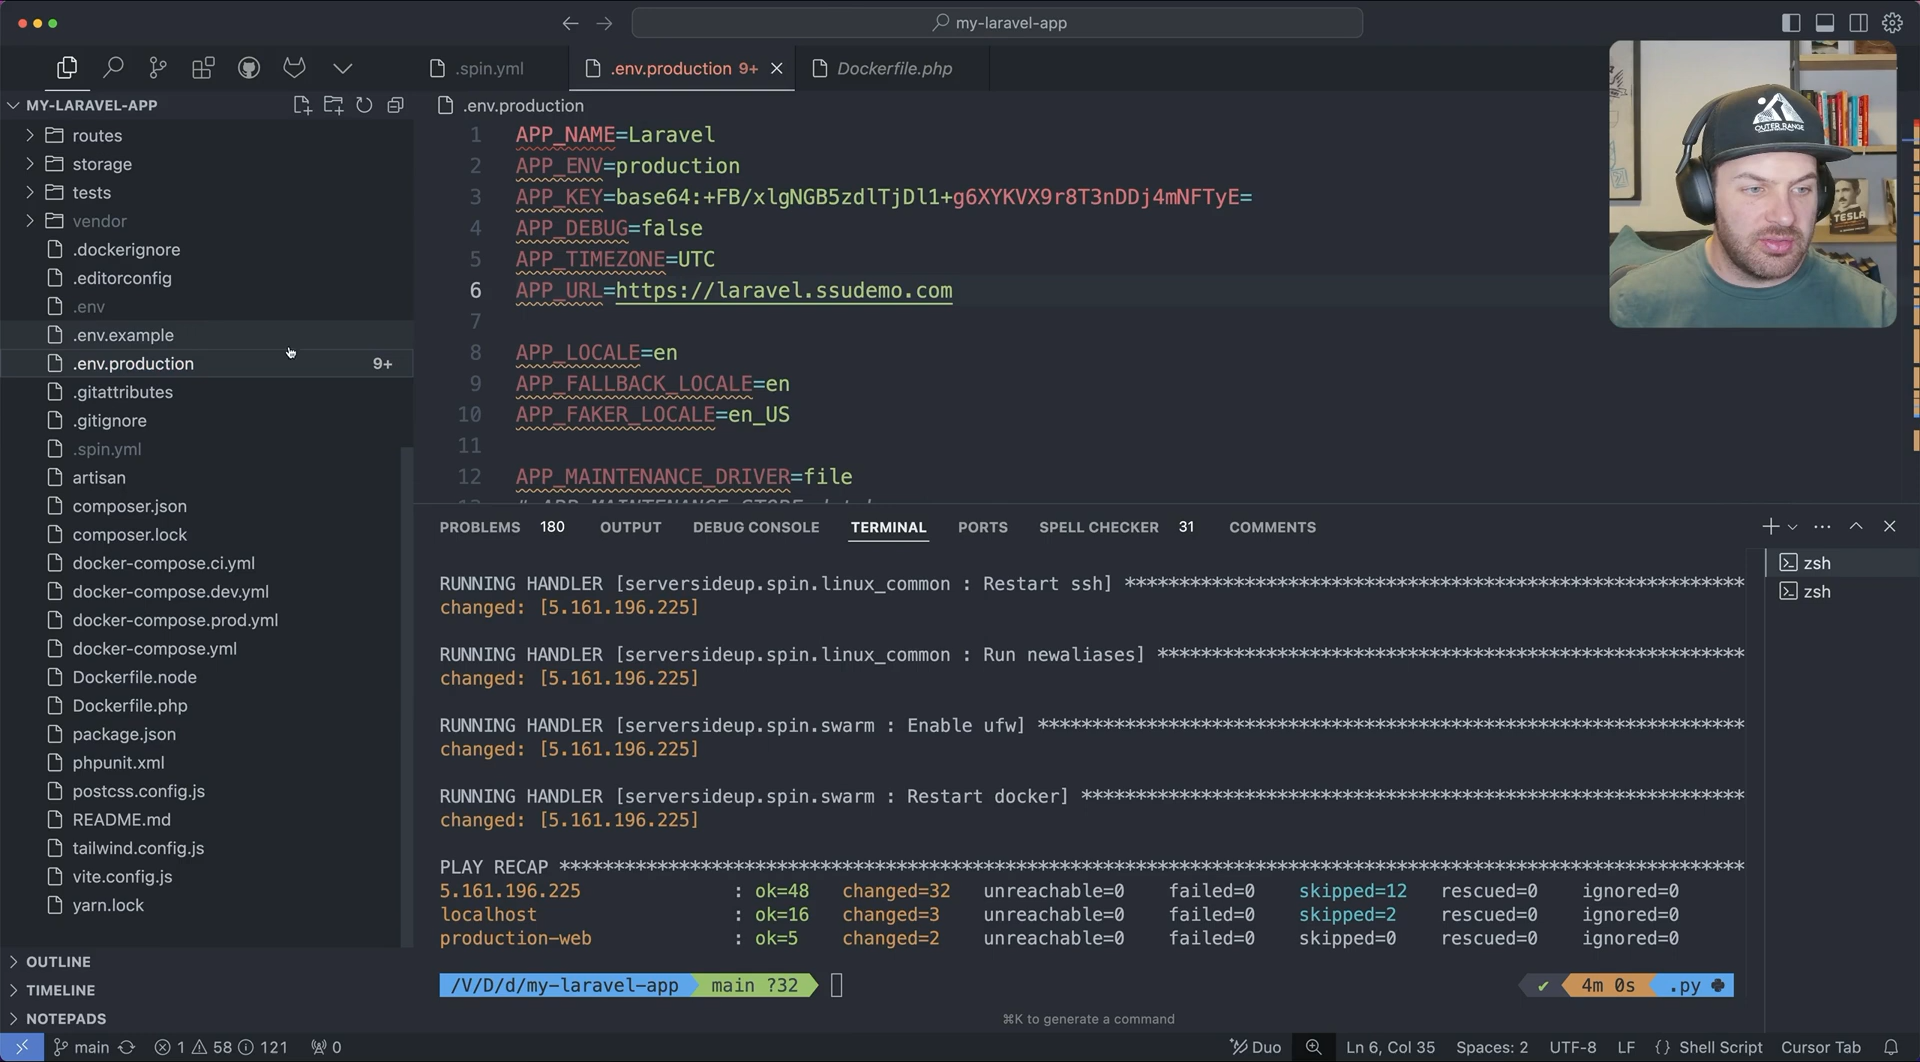 my-laravel-app
.spin.yml
.env.production 9+
Dockerfile.php
MY-LARAVEL-APP
.env.production
routes
storage
tests
vendor
.dockerignore
.editorconfig
.env
.env.example
.env.production 9+
.gitattributes
.gitignore
.spin.yml
artisan
composer.json
composer.lock
docker-compose.ci.yml
docker-compose.dev.yml
docker-compose.prod.yml
docker-compose.yml
Dockerfile.node
Dockerfile.php
package.json
phpunit.xml
postcss.config.js
README.md
tailwind.config.js
vite.config.js
yarn.lock
OUTLINE
TIMELINE
NOTEPADS
1 APP_NAME=Laravel
2 APP_ENV=production
3 APP_KEY=base64:+FB/xlgNGB5zdlTjDl1+g6XYKVX9r8T3nDDj4mNFTyE=
4 APP_DEBUG=false
5 APP_TIMEZONE=UTC
6 APP_URL=https://laravel.ssudemo.com
7
8 APP_LOCALE=en
9 APP_FALLBACK_LOCALE=en
10 APP_FAKER_LOCALE=en_US
11
12 APP_MAINTENANCE_DRIVER=file
OUTER RANGE
TESLA
PROBLEMS 180 OUTPUT DEBUG CONSOLE TERMINAL PORTS SPELL CHECKER 31 COMMENTS
zsh
zsh
RUNNING HANDLER [serversideup.spin.linux_common : Restart ssh] *******************************************************
changed: [5.161.196.225]
RUNNING HANDLER [serversideup.spin.linux_common : Run newaliases] ****************************************************
changed: [5.161.196.225]
RUNNING HANDLER [serversideup.spin.swarm : Enable ufw] ***************************************************************
changed: [5.161.196.225]
RUNNING HANDLER [serversideup.spin.swarm : Restart docker] ***********************************************************
changed: [5.161.196.225]
PLAY RECAP ***********************************************************************************************************
5.161.196.225 : ok=48 changed=32 unreachable=0 failed=0 skipped=12 rescued=0 ignored=0
localhost : ok=16 changed=3 unreachable=0 failed=0 skipped=2 rescued=0 ignored=0
production-web : ok=5 changed=2 unreachable=0 failed=0 skipped=0 rescued=0 ignored=0
/V/D/d/my-laravel-app main ?32 ✔ 4m 0s .py
⌘K to generate a command
main 1 58 121 0 Duo Ln 6, Col 35 Spaces: 2 UTF-8 LF {} Shell Script Cursor Tab